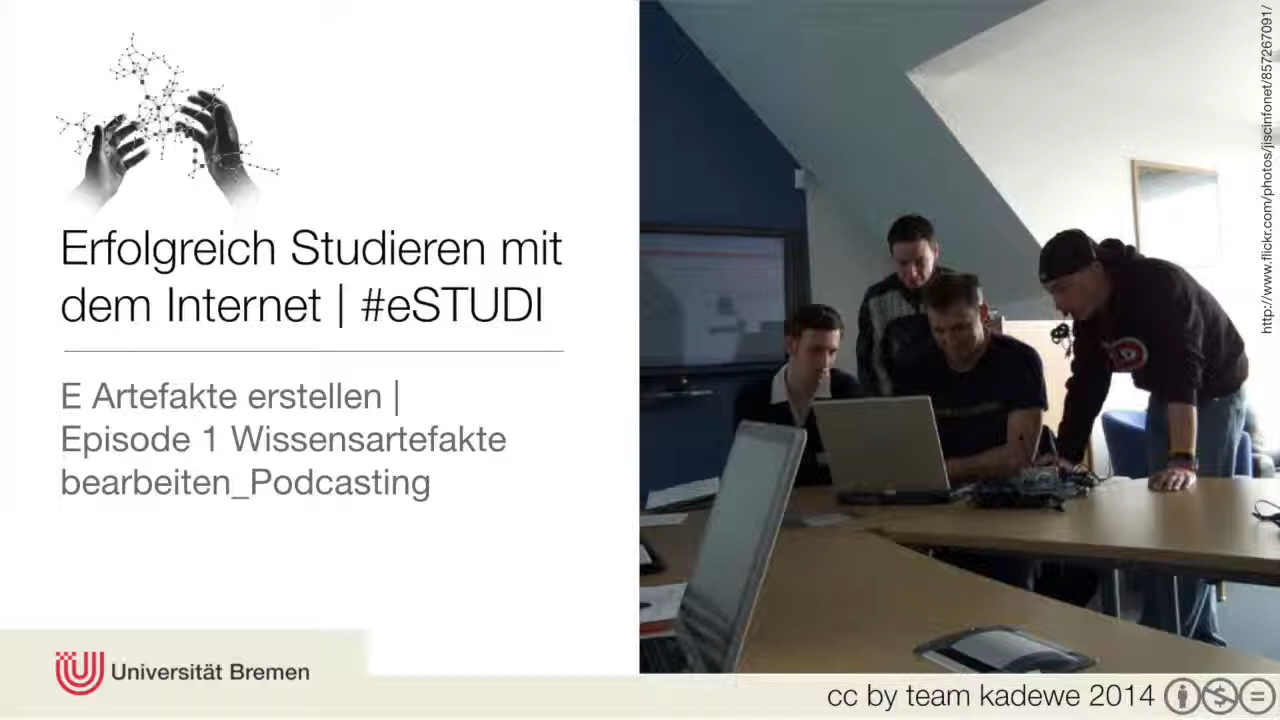 Erfolgreich Studieren mit
dem Internet | #eSTUDI
E Artefakte erstellen |
Episode 1 Wissensartefakte
bearbeiten_Podcasting
Universität Bremen
http://www.flickr.com/photos/jiscinfonet/857267091/
cc by team kadewe 2014